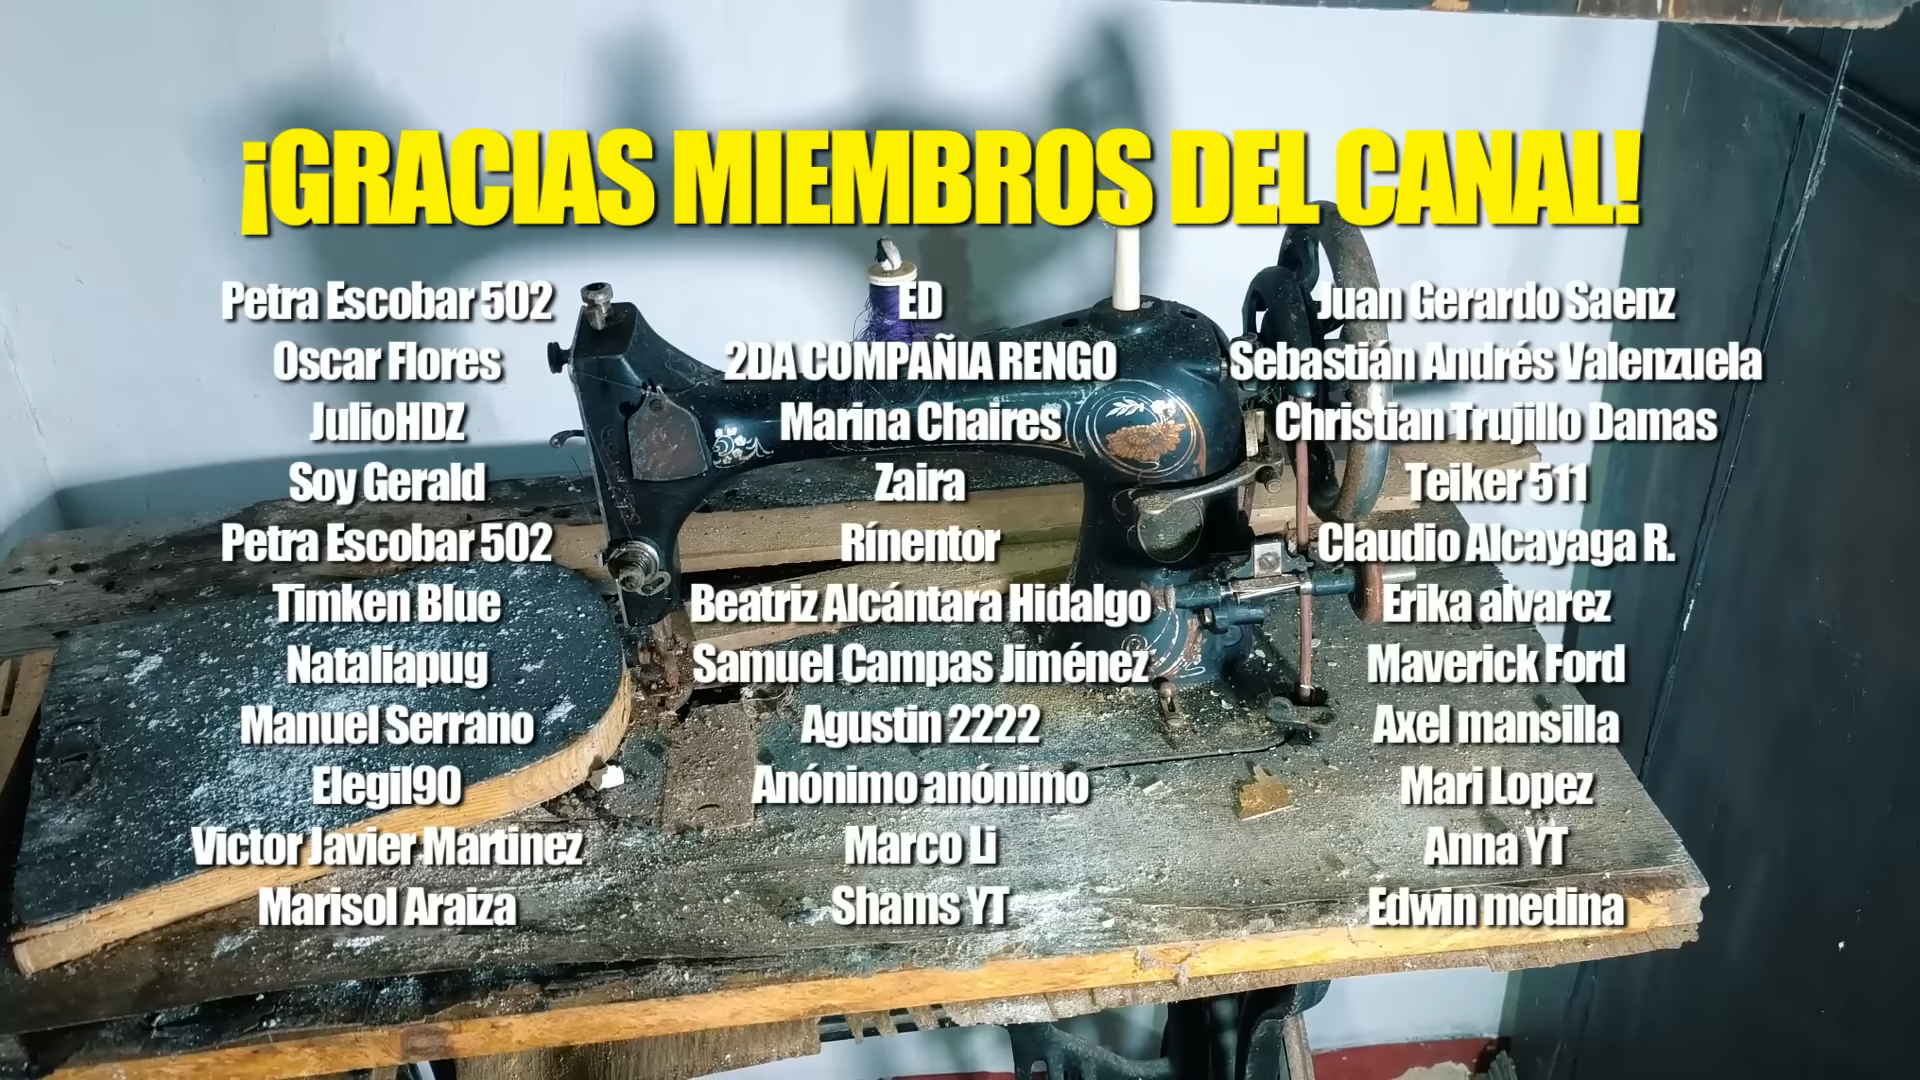 ¡GRACIAS MIEMBROS DEL CANAL!
Petra Escobar 502
Oscar Flores
JulioHDZ
Soy Gerald
Petra Escobar 502
Timken Blue
Nataliapug
Manuel Serrano
Elegil90
Victor Javier Martinez
Marisol Araiza
ED
2DA COMPAÑIA RENGO
Marina Chaires
Zaira
Rínentor
Beatriz Alcántara Hidalgo
Samuel Campas Jiménez
Agustin 2222
Anónimo anónimo
Marco Li
Shams YT
Juan Gerardo Saenz
Sebastián Andrés Valenzuela
Christian Trujillo Damas
Teiker 511
Claudio Alcayaga R.
Erika alvarez
Maverick Ford
Axel mansilla
Mari Lopez
Anna YT
Edwin medina